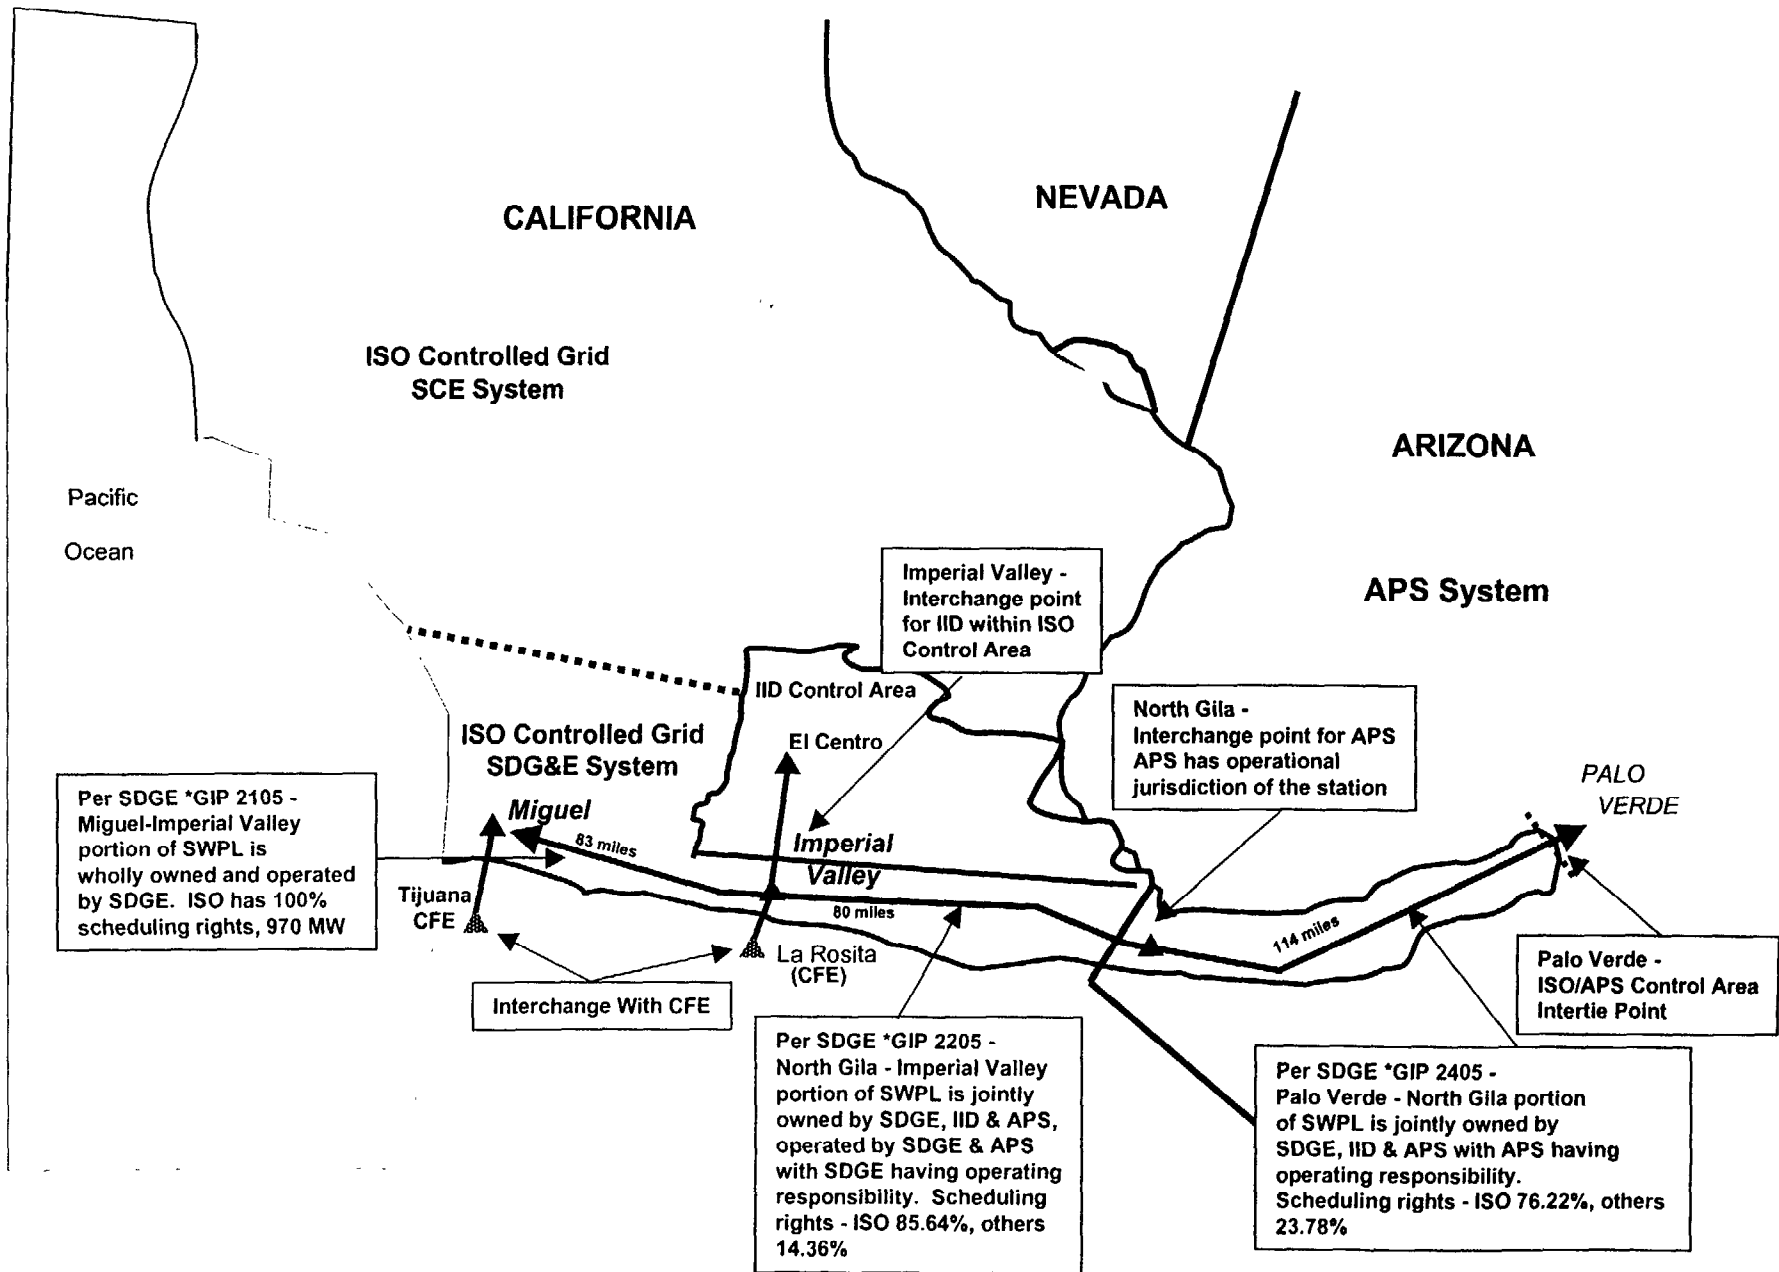 NEVADA
CALIFORNIA
ISO Controlled Grid
SCE System
ARIZONA
Pacific
Ocean
APS System
Imperial Valley -
Interchange point
for IID within ISO
Control Area
IID Control Area
North Gila -
Interchange point for APS
APS has operational
jurisdiction of the station
ISO Controlled Grid
SDG&E System
El Centro
PALO
VERDE
Per SDGE *GIP 2105 -
Miguel-Imperial Valley
portion of SWPL is
wholly owned and operated
by SDGE. ISO has 100%
scheduling rights, 970 MW
Miguel
83 miles
Imperial
Valley
Tijuana
CFE
80 miles
114 miles
La Rosita
(CFE)
Interchange With CFE
Palo Verde -
ISO/APS Control Area
Intertie Point
Per SDGE *GIP 2205 -
North Gila - Imperial Valley
portion of SWPL is jointly
owned by SDGE, IID & APS,
operated by SDGE & APS
with SDGE having operating
responsibility. Scheduling
rights - ISO 85.64%, others
14.36%
Per SDGE *GIP 2405 -
Palo Verde - North Gila portion
of SWPL is jointly owned by
SDGE, IID & APS with APS having
operating responsibility.
Scheduling rights - ISO 76.22%, others
23.78%